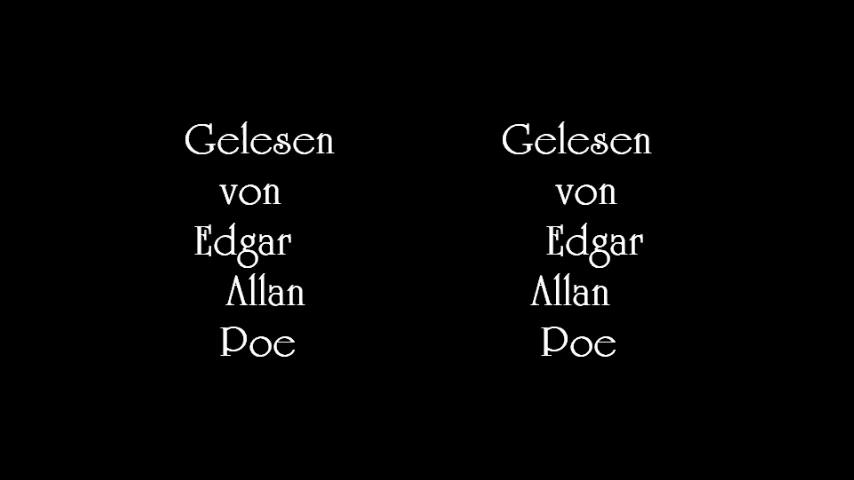 Gelesen Gelesen
von von
Edgar Edgar
Allan Allan
Poe Poe